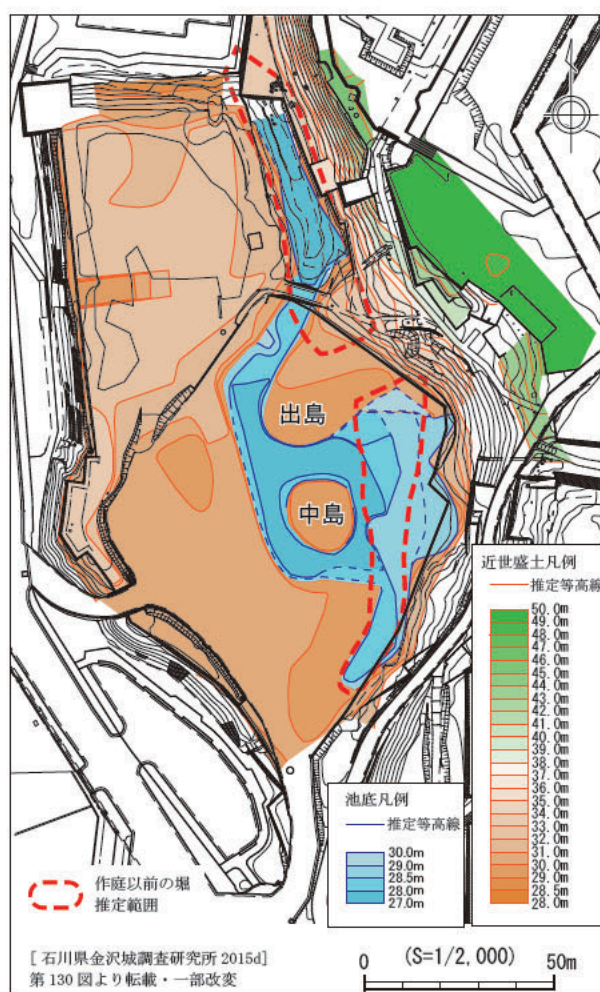 出島
中島
近世盛土凡例
推定等高線
50.0m
49.0m
48.0m
47.0m
46.0m
45.0m
44.0m
43.0m
42.0m
41.0m
40.0m
39.0m
38.0m
37.0m
36.0m
35.0m
34.0m
33.0m
32.0m
31.0m
30.0m
29.0m
28.5m
28.0m
池底凡例
推定等高線
30.0m
29.0m
28.5m
28.0m
27.0m
作庭以前の堀
推定範囲
[石川県金沢城調査研究所 2015d]
第 130 図より転載・一部改変
0 (S=1/2,000) 50m